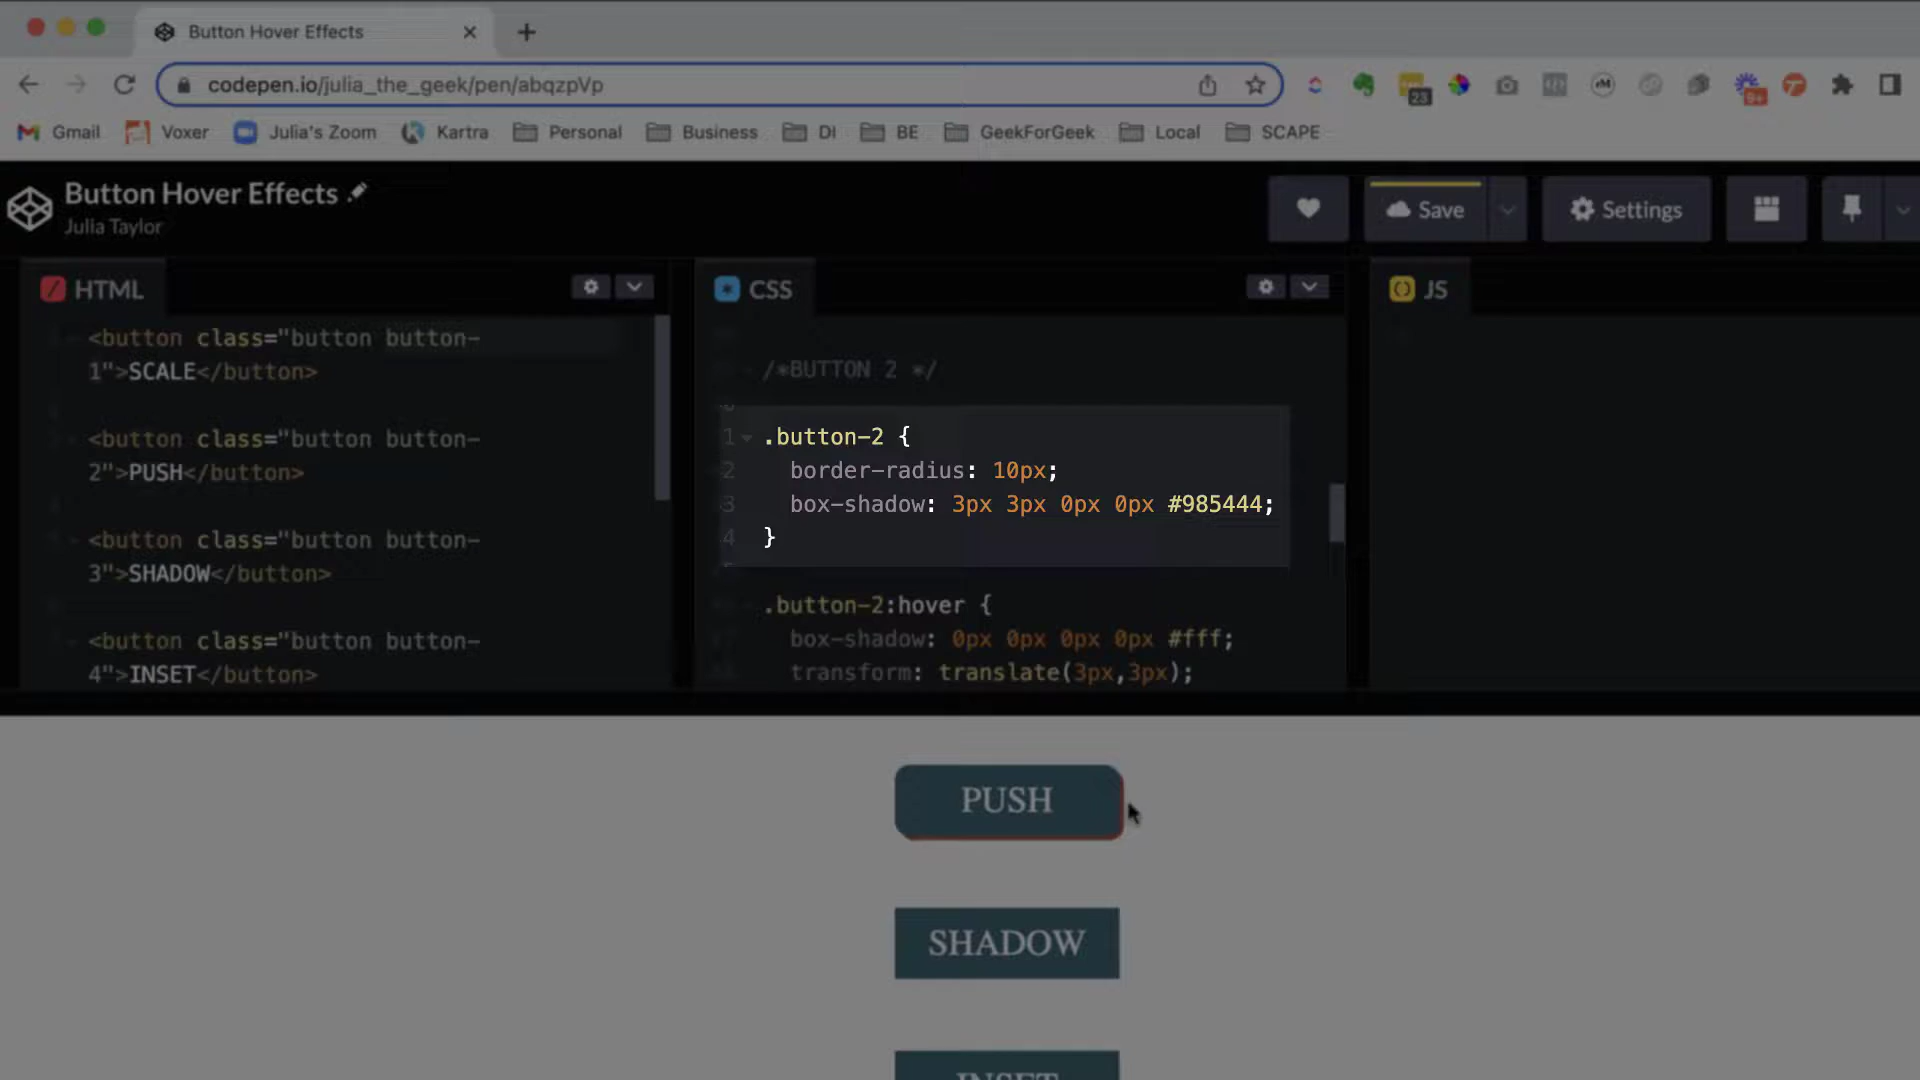 Button Hover Effects
codepen.io/julia_the_geek/pen/abqzpVp
23
9+
Gmail Voxer Julia's Zoom Kartra Personal Business DI BE GeekForGeek Local SCAPE
Button Hover Effects
Julia Taylor
Save Settings
HTML
<button class="button button-
1">SCALE</button>
<button class="button button-
2">PUSH</button>
<button class="button button-
3">SHADOW</button>
<button class="button button-
4">INSET</button>
CSS
/*BUTTON 2 */
1 .button-2 {
2 border-radius: 10px;
3 box-shadow: 3px 3px 0px 0px #985444;
4 }
.button-2:hover {
box-shadow: 0px 0px 0px 0px #fff;
transform: translate(3px,3px);
JS
PUSH
SHADOW
INSET